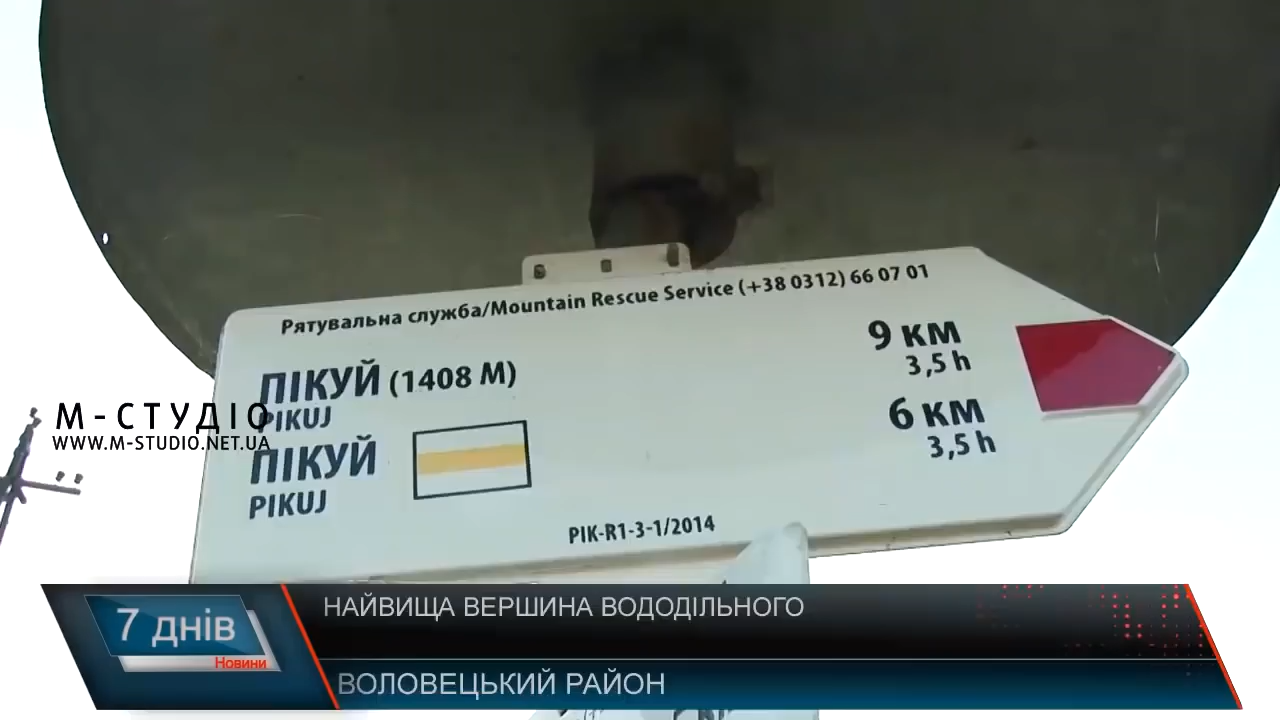 Рятувальна служба/Mountain Rescue Service (+38 0312) 66 07 01
ПІКУЙ (1408 М)
9 км
PIKUJ
3,5 h
ПІКУЙ
6 км
PIKUJ
3,5 h
PIK-R1-3-1/2014
М-СТУДІО
WWW.M-STUDIO.NET.UA
7 днів
Новини
НАЙВИЩА ВЕРШИНА ВОДОДІЛЬНОГО
ВОЛОВЕЦЬКИЙ РАЙОН